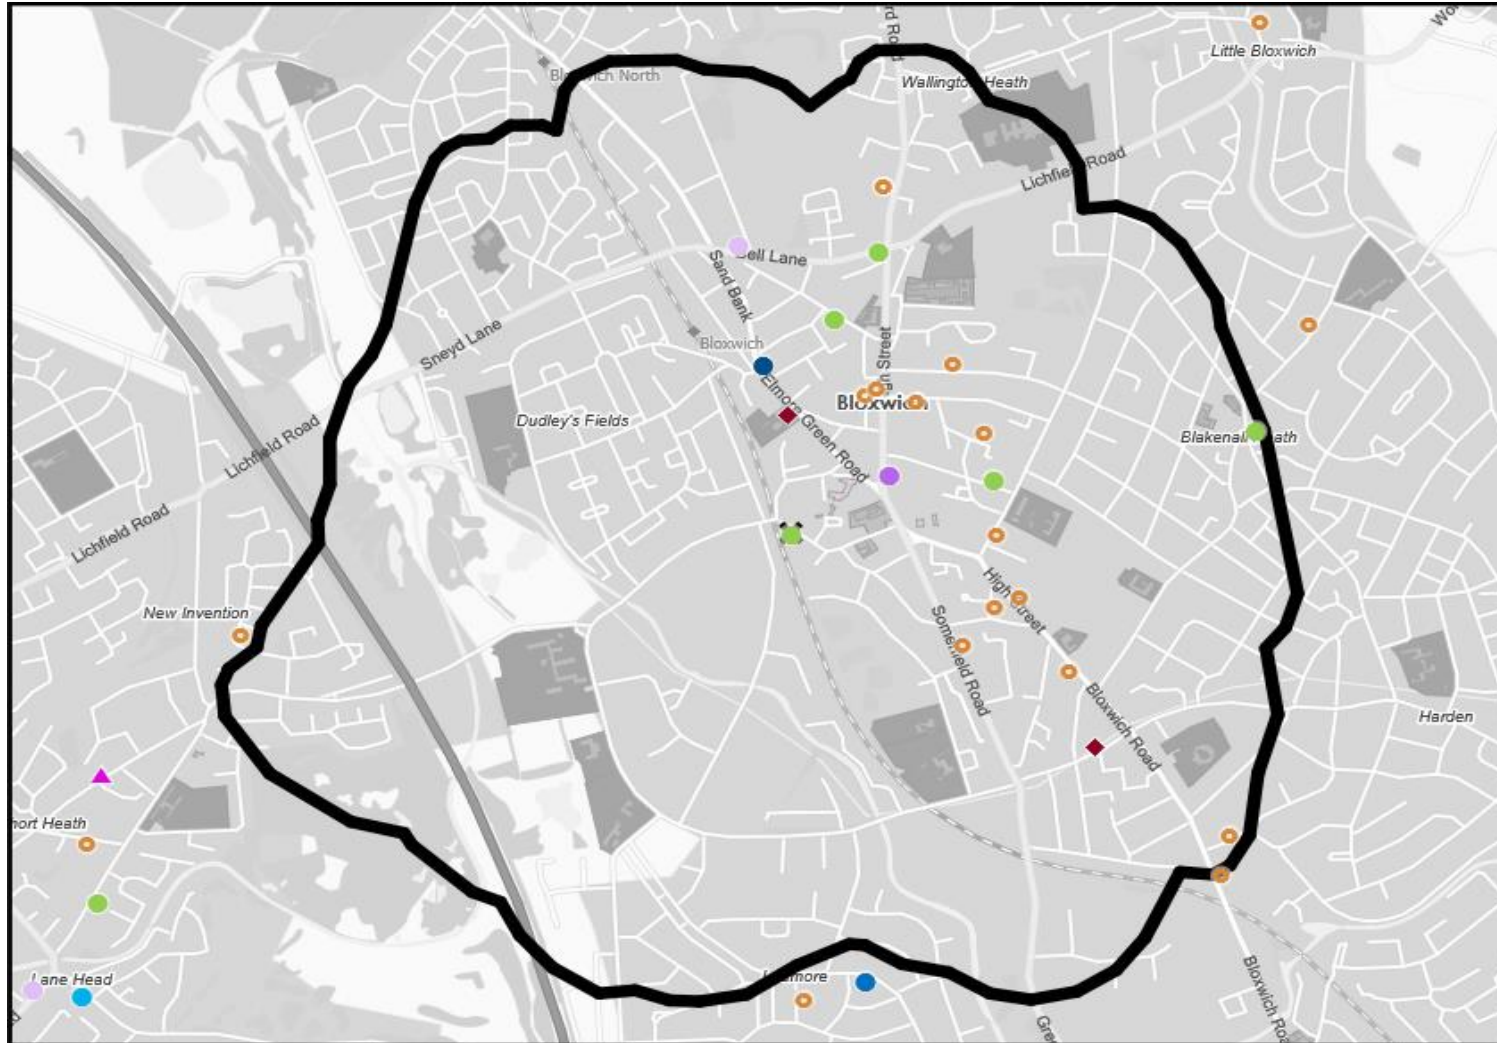 Little Bloxwich
Bloxwich North
Wallington Heath
Lichfield Road
Bell Lane
Sand Bank
Sneyd Lane
Bloxwich
Elmore Green Road
Bloxwich
Dudley's Fields
Lichfield Road
Lichfield Road
New Invention
High Street
Somerfield Road
Bloxwich Road
Harden
Lane Head
Bloxwich Roa